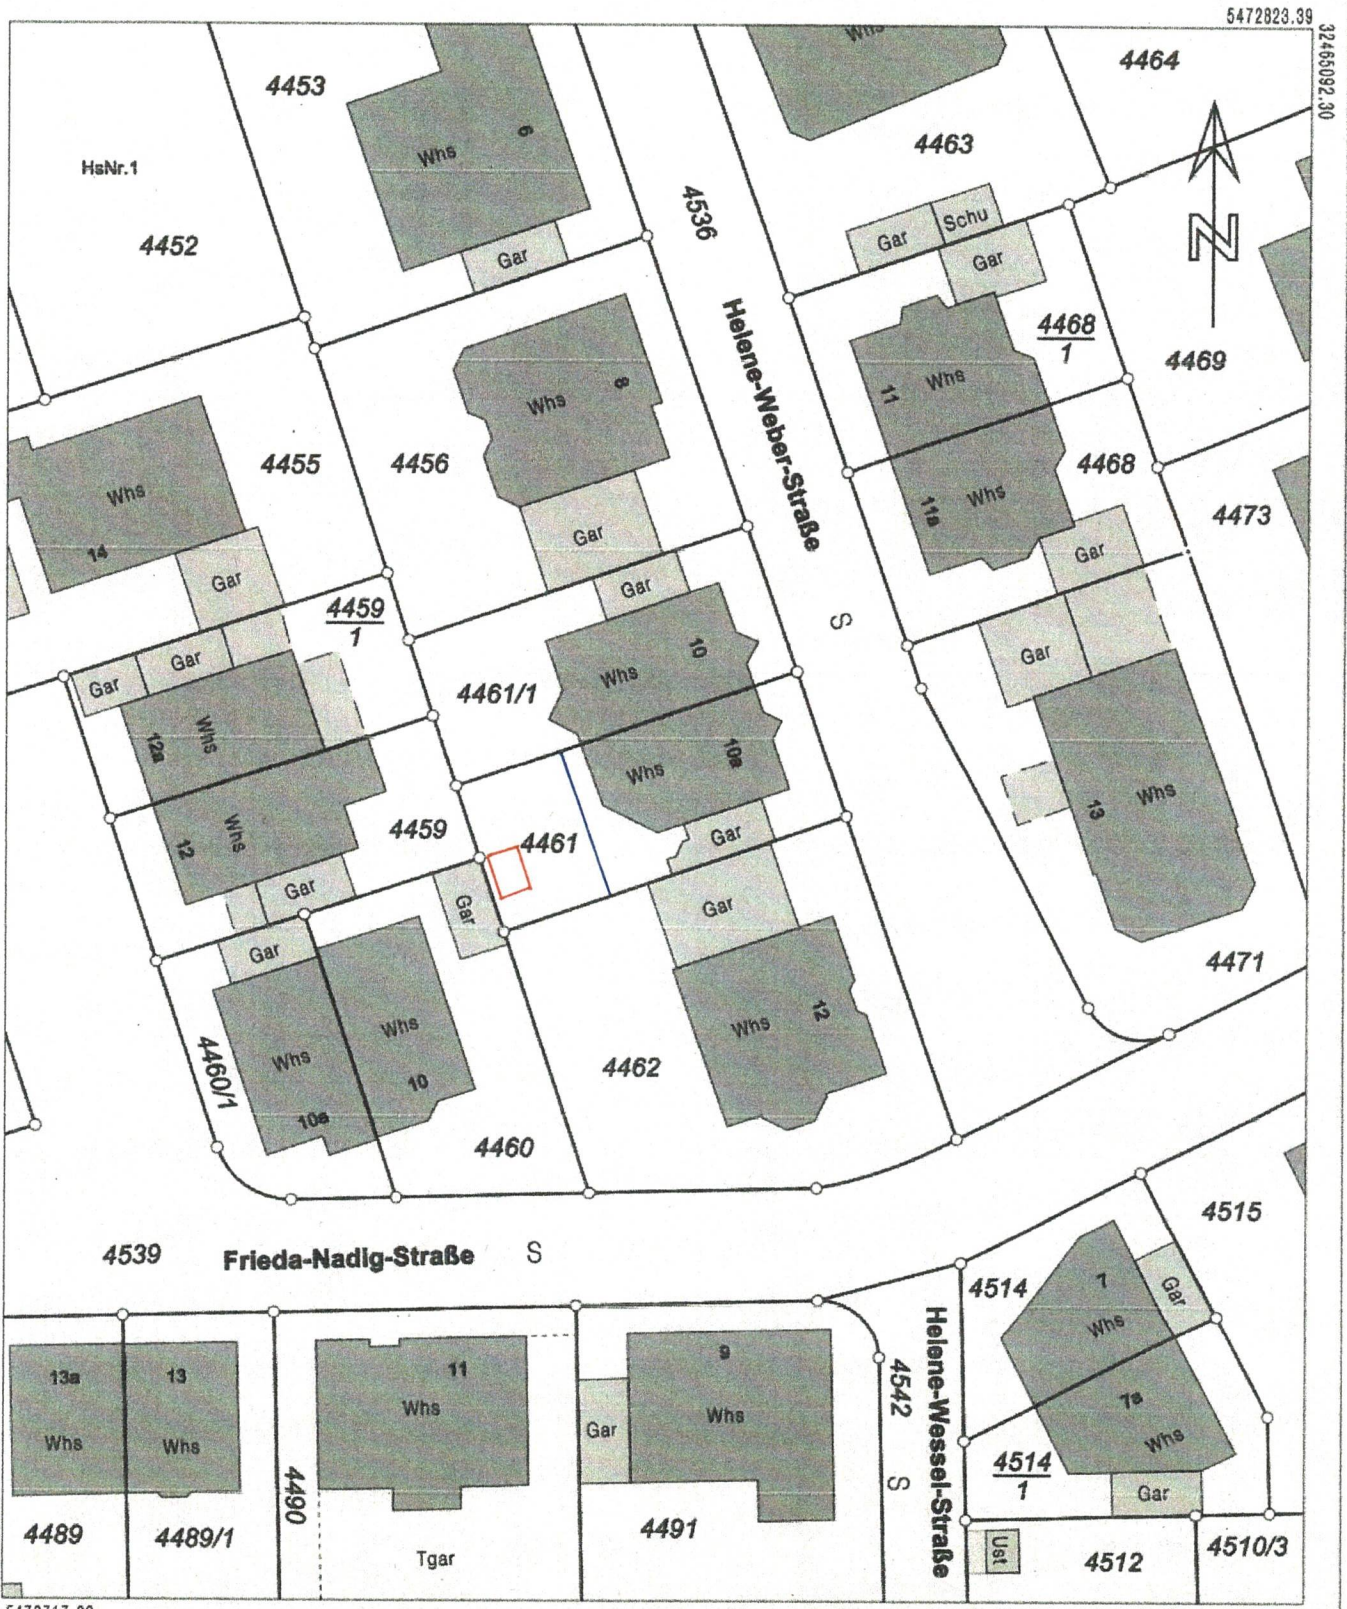 5472823.39
32465092.30
4453
6
Whs
Gar
HsNr.1
4452
4536
Whs
4463
4464
Gar
Schu
Gar
N
4468
1
4469
11
Whs
11a
Whs
4468
4473
Gar
Helene-Weber-Straße
S
8
Whs
4456
Gar
4455
Whs
14
Gar
4459
1
Gar
Gar
12a
Whs
12
Whs
4459
Gar
Gar
10
Whs
4461/1
10a
Whs
4461
Gar
Gar
Gar
13
Whs
4471
Gar
Gar
Whs
10a
Whs
10
4460/1
4460
4462
Whs
12
4539
Frieda-Nadig-Straße
S
4515
4514
7
Whs
Gar
7a
Whs
4514
1
Gar
Helene-Wessel-Straße
4542
S
13a
Whs
13
Whs
4489
4489/1
4490
11
Whs
Tgar
Gar
9
Whs
4491
Ust
4512
4510/3